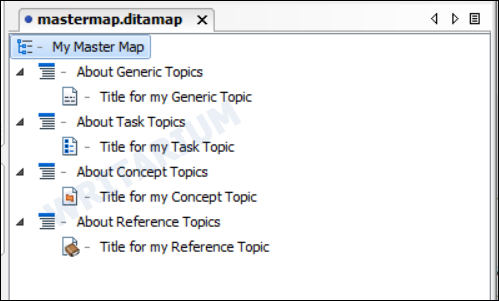 mastermap.ditamap
My Master Map
About Generic Topics
Title for my Generic Topic
About Task Topics
Title for my Task Topic
About Concept Topics
Title for my Concept Topic
About Reference Topics
Title for my Reference Topic
WRITARIUM